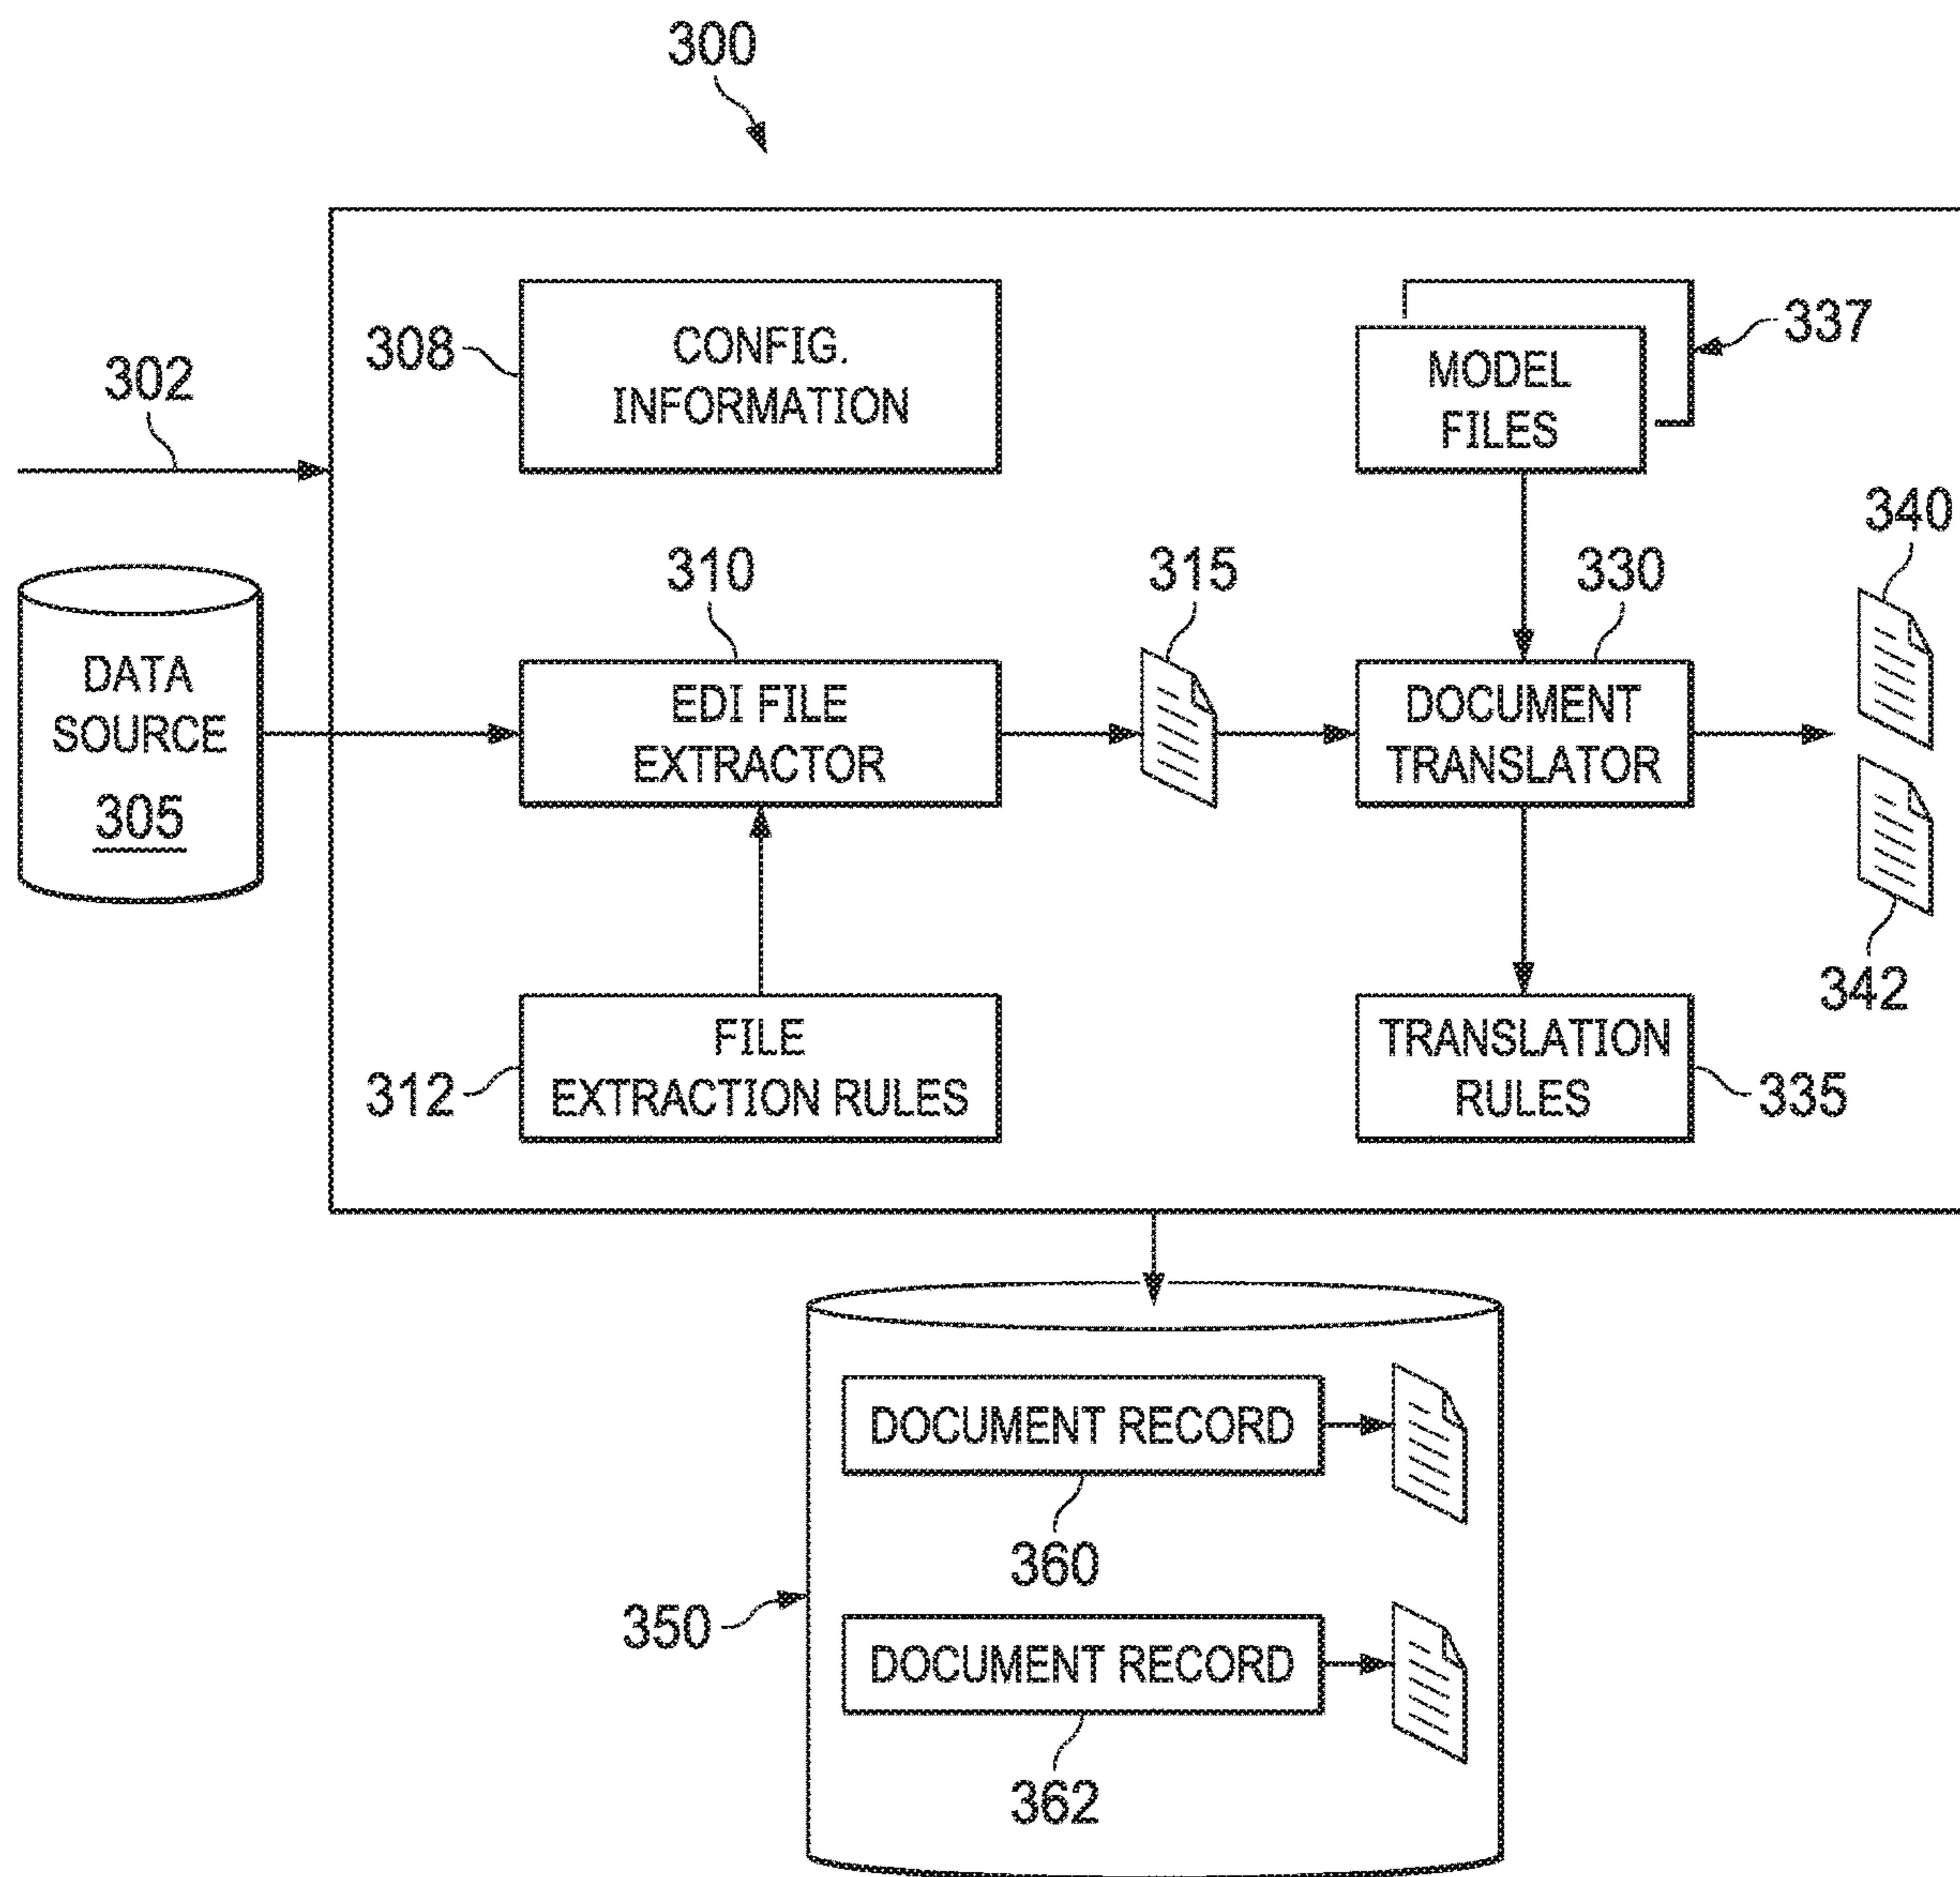 300
CONFIG.
INFORMATION
308
MODEL
FILES
337
302
340
310
315
330
DATA
SOURCE
305
EDI FILE
EXTRACTOR
DOCUMENT
TRANSLATOR
342
FILE
EXTRACTION RULES
312
TRANSLATION
RULES
335
DOCUMENT RECORD
360
350
DOCUMENT RECORD
362